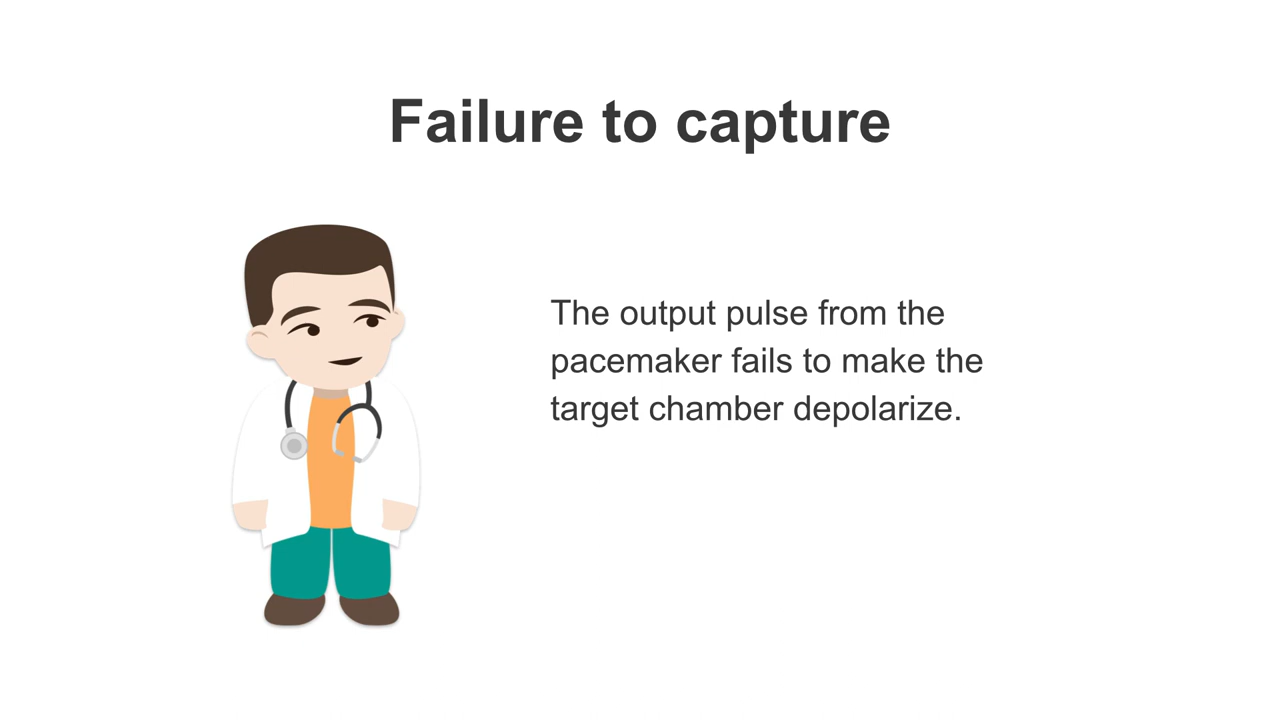 Failure to capture
The output pulse from the
pacemaker fails to make the
target chamber depolarize.